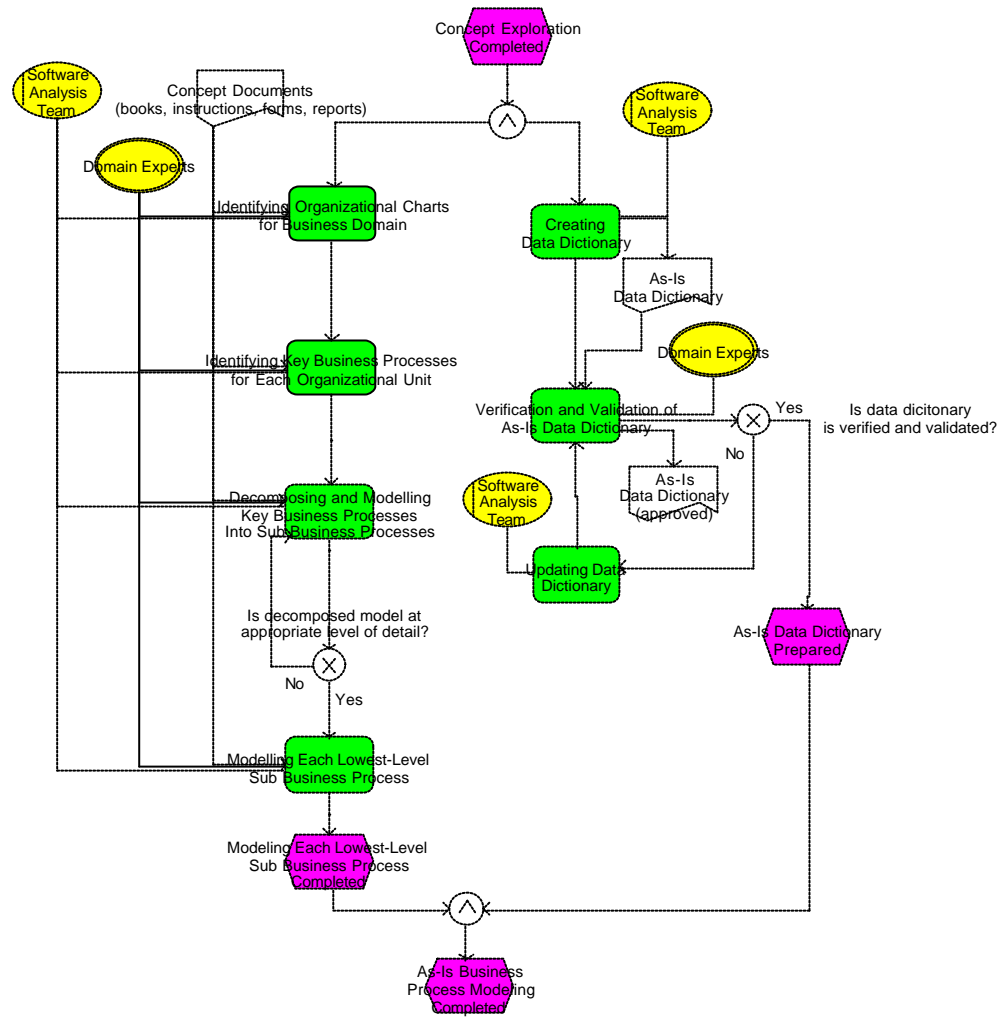 Concept Exploration
Completed
Software
Analysis
Team
Concept Documents
(books, instructions, forms, reports)
Software
Analysis
Team
Domain Experts
Identifying Organizational Charts
for Business Domain
Creating
Data Dictionary
As-Is
Data Dictionary
Domain Experts
Identifying Key Business Processes
for Each Organizational Unit
Verification and Validation of
As-Is Data Dictionary
Yes
No
Is data dicitonary
is verified and validated?
As-Is
Data Dictionary
(approved)
Software
Analysis
Team
Decomposing and Modelling
Key Business Processes
Into Sub Business Processes
Updating Data
Dictionary
Is decomposed model at
appropriate level of detail?
No
Yes
As-Is Data Dictionary
Prepared
Modelling Each Lowest-Level
Sub Business Process
Modeling Each Lowest-Level
Sub Business Process
Completed
As-Is Business
Process Modeling
Completed